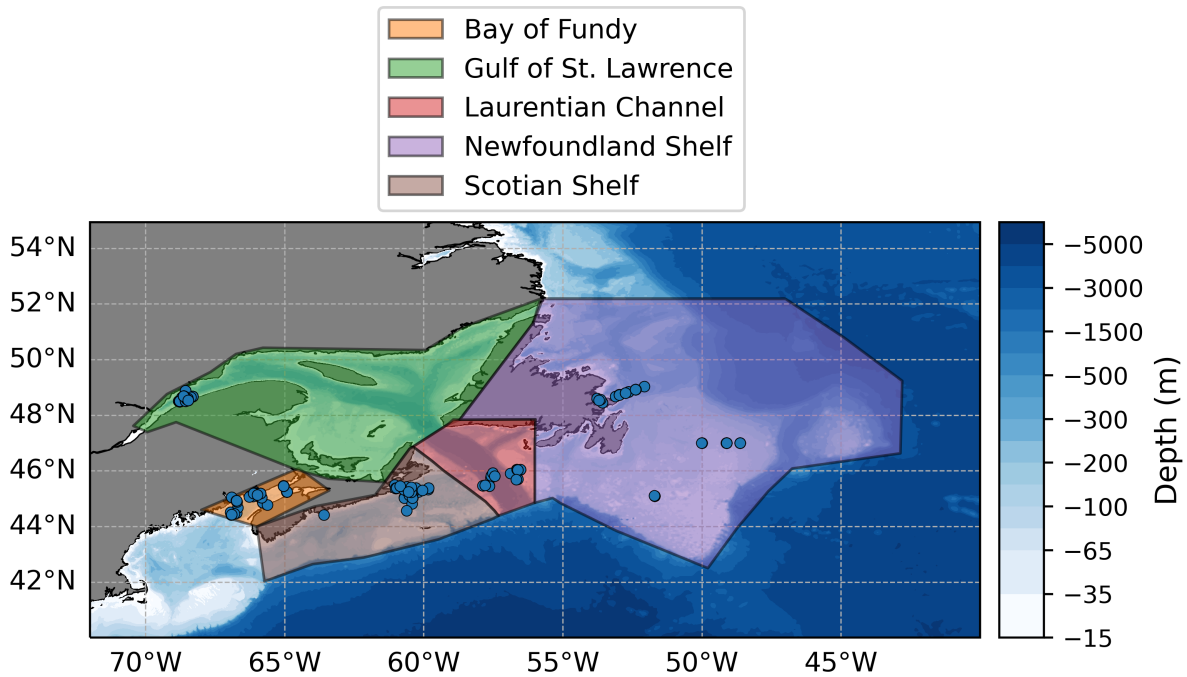 Bay of Fundy
Gulf of St. Lawrence
Laurentian Channel
Newfoundland Shelf
Scotian Shelf
54°N
52°N
50°N
48°N
46°N
44°N
42°N
70°W
65°W
60°W
55°W
50°W
45°W
−5000
−3000
−1500
−500
−300
−200
−100
−65
−35
−15
Depth (m)